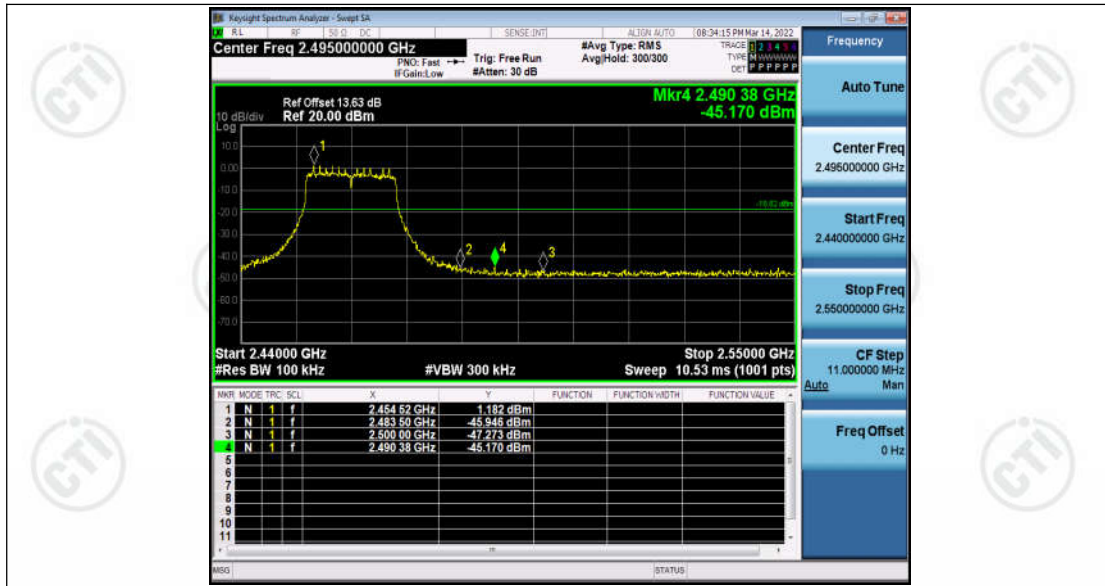 Keysight Spectrum Analyzer - Swept SA
RL RF 50 Ω DC SENSE:INT ALIGN AUTO 08:34:15 PM Mar 14, 2022
Center Freq 2.495000000 GHz
PNO: Fast
IFGain:Low
Trig: Free Run
#Atten: 30 dB
#Avg Type: RMS
Avg|Hold: 300/300
TRACE 1 2 3 4 5 6
TYPE M W W W W W
DET P P P P P P
Frequency
Auto Tune
Center Freq
2.495000000 GHz
Start Freq
2.440000000 GHz
Stop Freq
2.550000000 GHz
CF Step
11.000000 MHz
Auto Man
Freq Offset
0 Hz
Mkr4 2.490 38 GHz
-45.170 dBm
Ref Offset 13.63 dB
10 dB/div Ref 20.00 dBm
Log
10.0
0.00
-10.0
-20.0
-30.0
-40.0
-50.0
-60.0
-70.0
1
2
4
3
Start 2.44000 GHz Stop 2.55000 GHz
#Res BW 100 kHz #VBW 300 kHz Sweep 10.53 ms (1001 pts)
MKR MODE TRC SCL X Y FUNCTION FUNCTION WIDTH FUNCTION VALUE
1 N 1 f 2.454 52 GHz 1.182 dBm
2 N 1 f 2.483 50 GHz -45.946 dBm
3 N 1 f 2.500 00 GHz -47.273 dBm
4 N 1 f 2.490 38 GHz -45.170 dBm
5
6
7
8
9
10
11
MSG STATUS
CTI
CTI
CTI
CTI